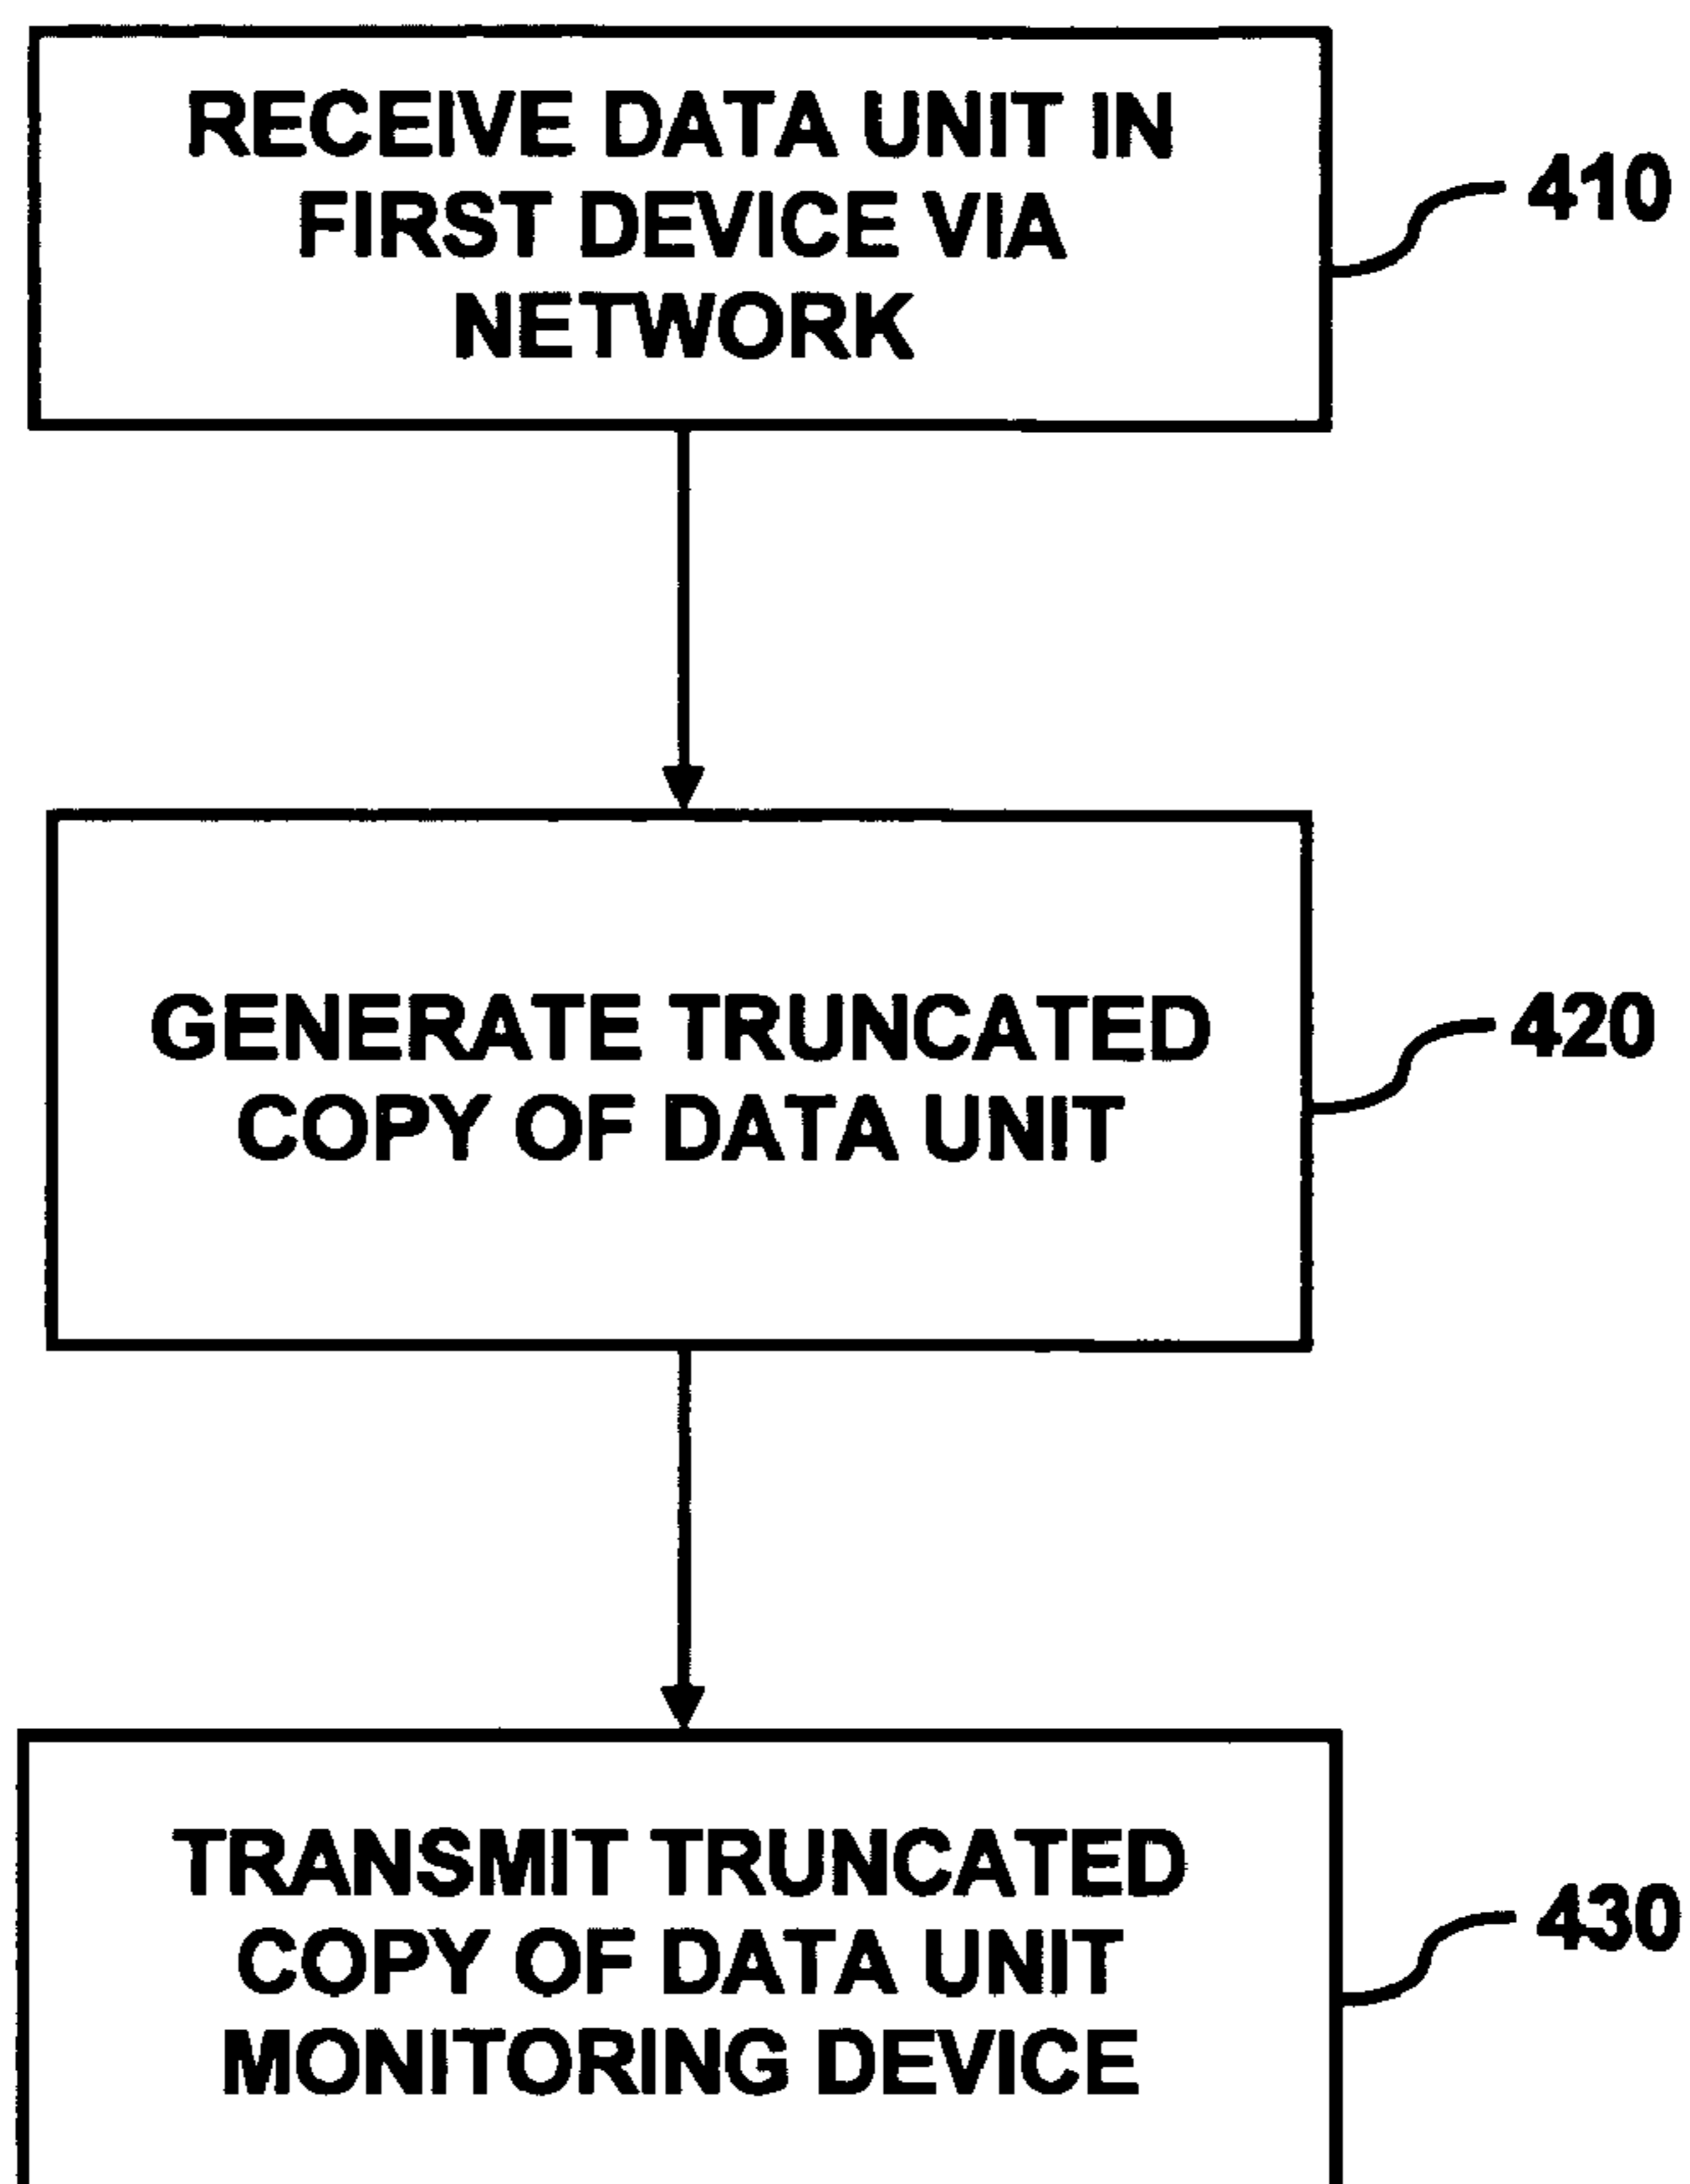 RECEIVE DATA UNIT IN
FIRST DEVICE VIA
NETWORK
410
GENERATE TRUNCATED
COPY OF DATA UNIT
420
TRANSMIT TRUNCATED
COPY OF DATA UNIT
MONITORING DEVICE
430